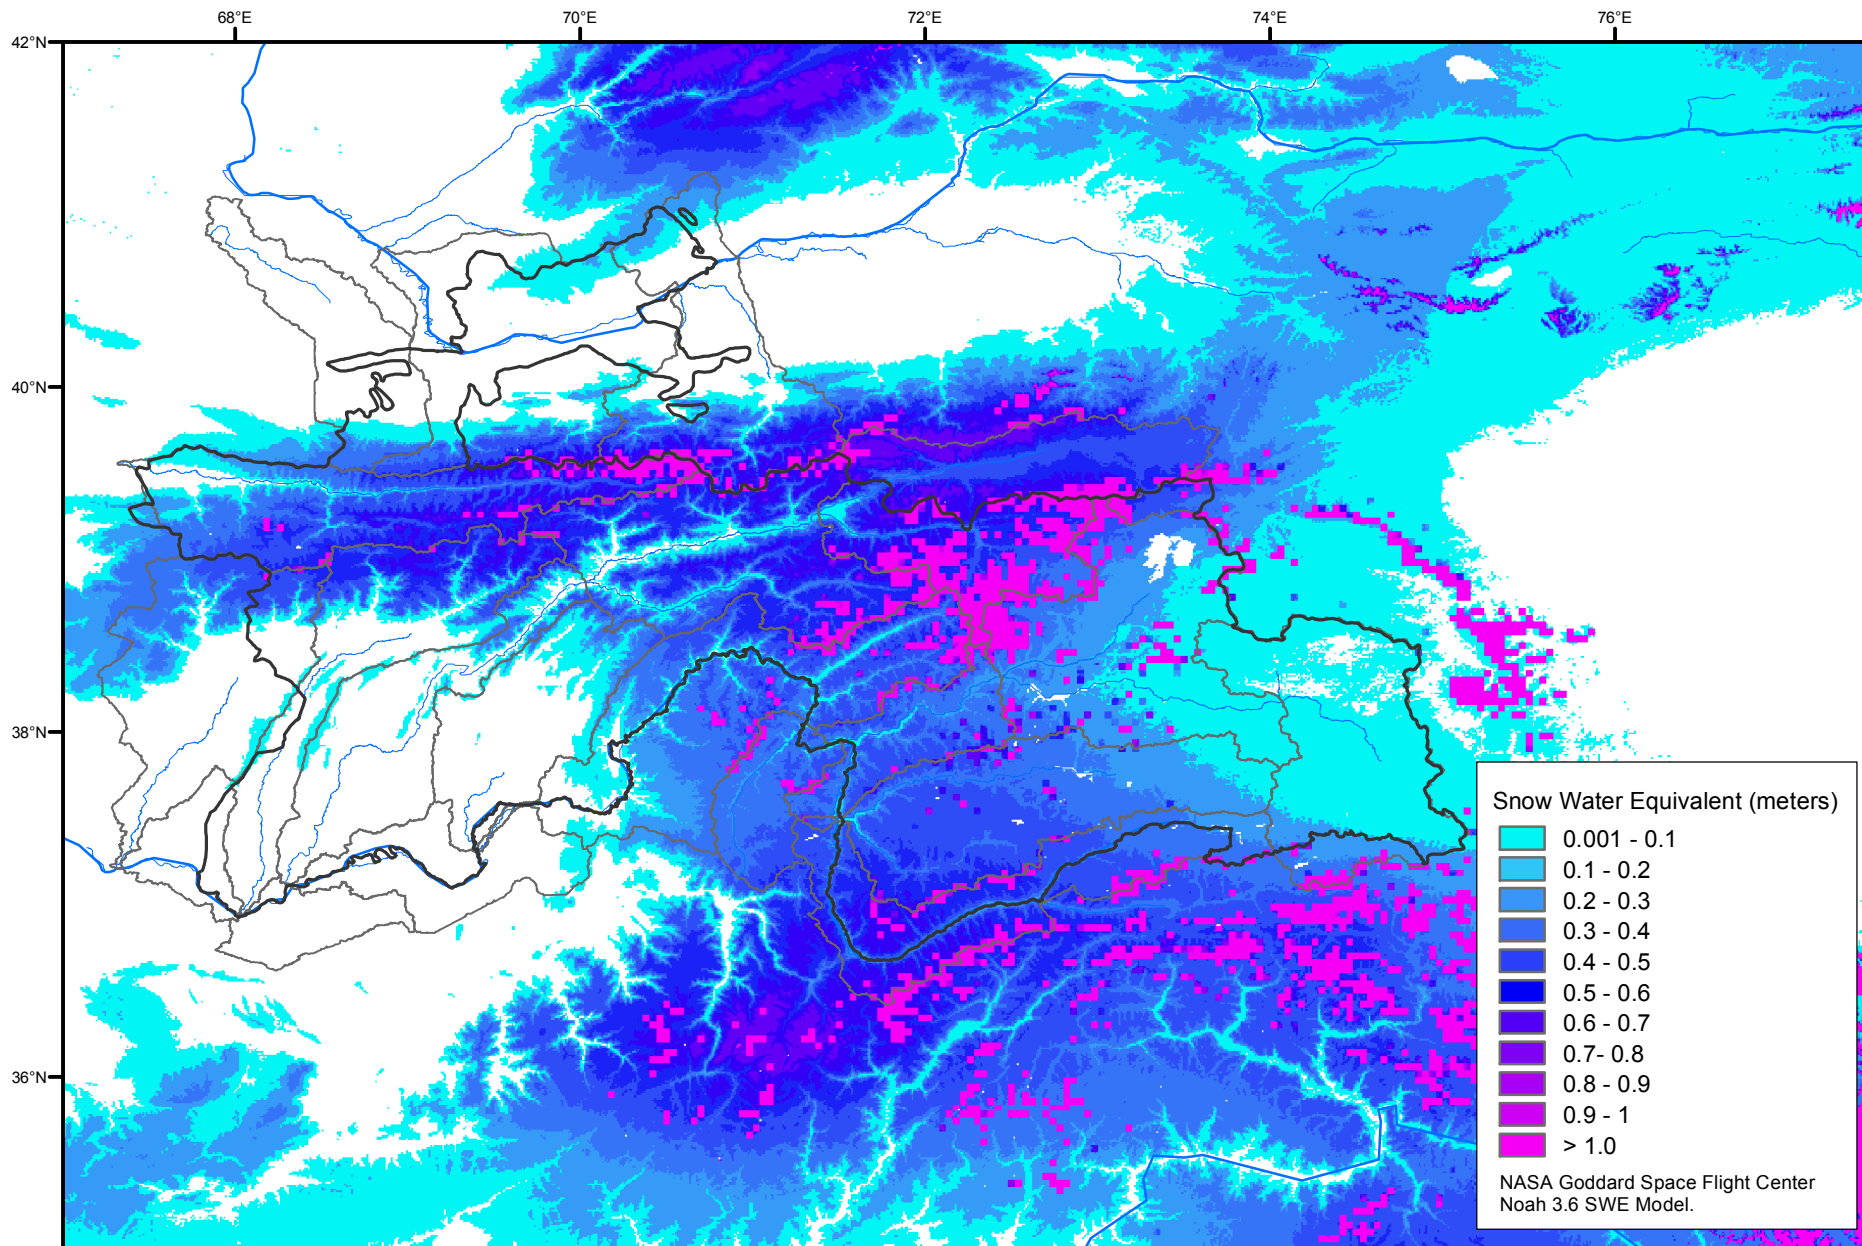 68°E
70°E
72°E
74°E
76°E
42°N
40°N
38°N
36°N
Snow Water Equivalent (meters)
0.001 - 0.1
0.1 - 0.2
0.2 - 0.3
0.3 - 0.4
0.4 - 0.5
0.5 - 0.6
0.6 - 0.7
0.7- 0.8
0.8 - 0.9
0.9 - 1
> 1.0
NASA Goddard Space Flight Center
Noah 3.6 SWE Model.